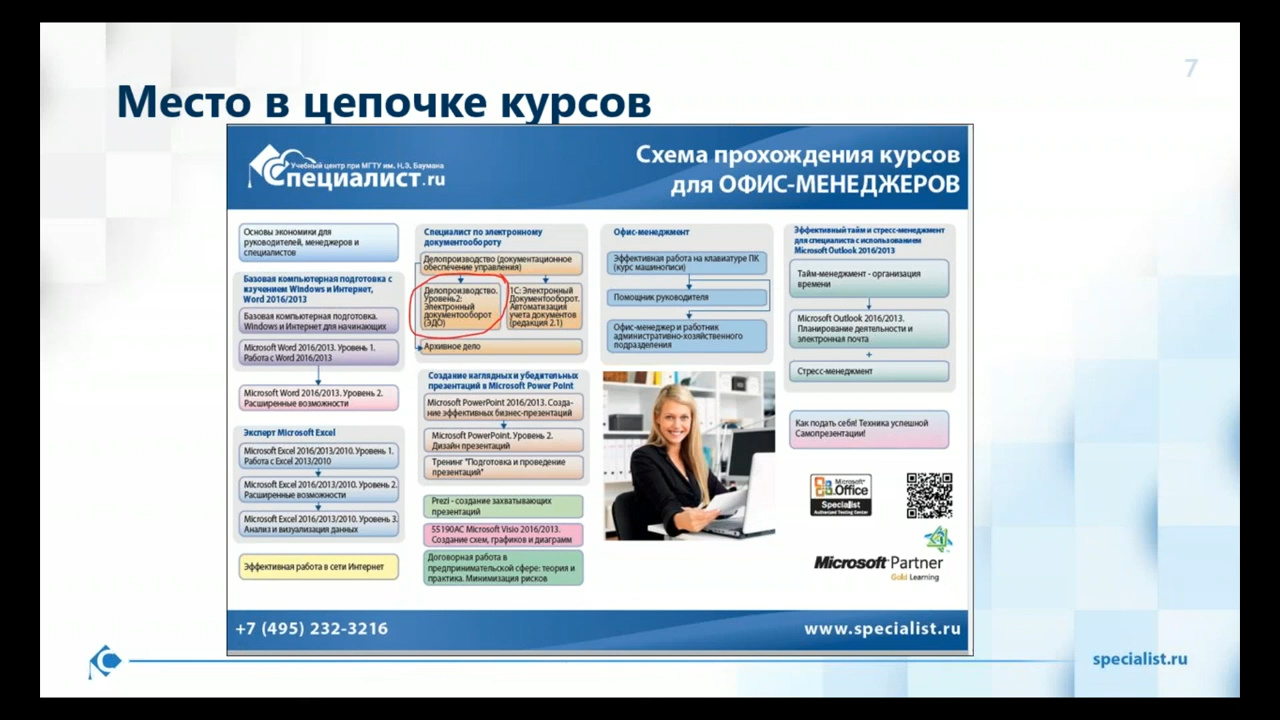 7
Место в цепочке курсов
Учебный центр при МГТУ им. Н.Э. Баумана
Специалист.ru
Схема прохождения курсов
для ОФИС-МЕНЕДЖЕРОВ
Основы экономики для
руководителей, менеджеров и
специалистов
Базовая компьютерная подготовка с
изучением Windows и Интернет,
Word 2016/2013
Базовая компьютерная подготовка.
Windows и Интернет для начинающих
Microsoft Word 2016/2013. Уровень 1.
Работа с Word 2016/2013
Microsoft Word 2016/2013. Уровень 2.
Расширенные возможности
Эксперт Microsoft Excel
Microsoft Excel 2016/2013/2010. Уровень 1.
Работа с Excel 2013/2010
Microsoft Excel 2016/2013/2010. Уровень 2.
Расширенные возможности
Microsoft Excel 2016/2013/2010. Уровень 3.
Анализ и визуализация данных
Эффективная работа в сети Интернет
Специалист по электронному
документообороту
Делопроизводство (документационное
обеспечение управления)
Делопроизводство.
Уровень2:
Электронный
документооборот
(ЭДО)
1С: Электронный
Документооборот.
Автоматизация
учета документов
(редакция 2.1)
Архивное дело
Создание наглядных и убедительных
презентаций в Microsoft Power Point
Microsoft PowerPoint 2016/2013. Созда-
ние эффективных бизнес-презентаций
Microsoft PowerPoint. Уровень 2.
Дизайн презентаций
Тренинг "Подготовка и проведение
презентаций"
Prezi - создание захватывающих
презентаций
55190AC Microsoft Visio 2016/2013.
Создание схем, графиков и диаграмм
Договорная работа в
предпринимательской сфере: теория и
практика. Минимизация рисков
Офис-менеджмент
Эффективная работа на клавиатуре ПК
(курс машинописи)
Помощник руководителя
Офис-менеджер и работник
административно-хозяйственного
подразделения
Эффективный тайм и стресс-менеджмент
для специалиста с использованием
Microsoft Outlook 2016/2013
Тайм-менеджмент - организация
времени
Microsoft Outlook 2016/2013.
Планирование деятельности и
электронная почта
+
Стресс-менеджмент
Как подать себя! Техника успешной
Самопрезентации!
Microsoft
Office
Specialist
Authorized Testing Center
Microsoft Partner
Gold Learning
+7 (495) 232-3216
www.specialist.ru
specialist.ru